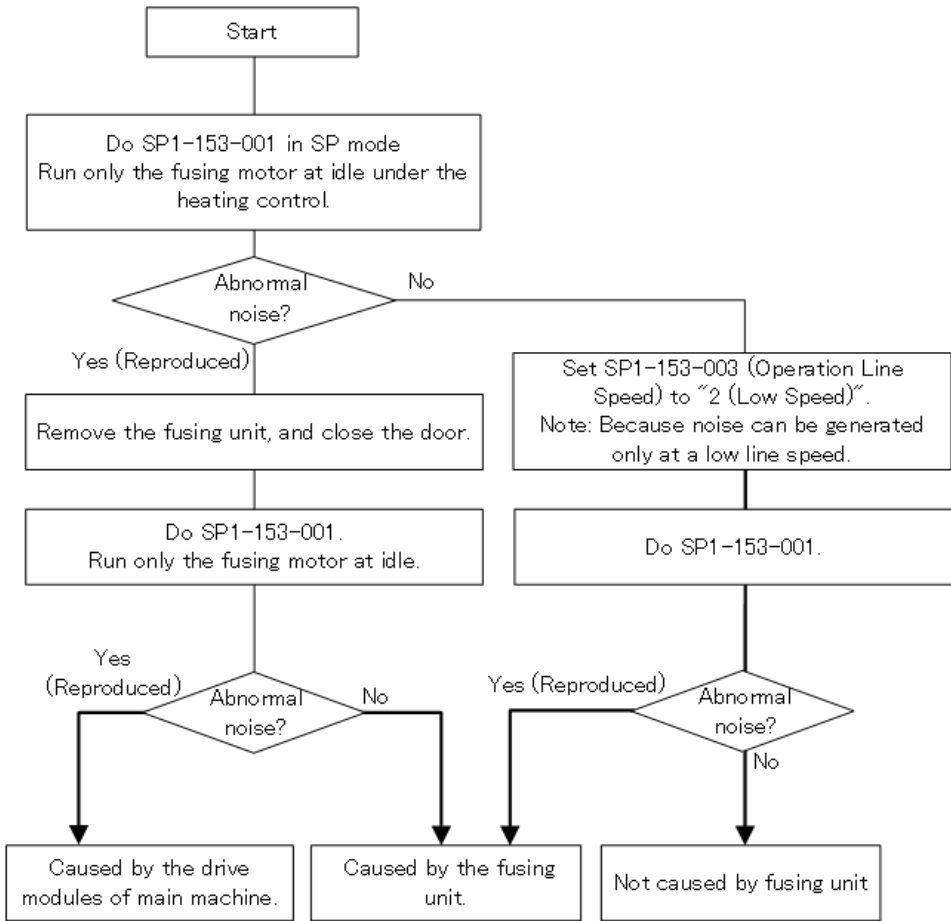 Start
Do SP1-153-001 in SP mode
Run only the fusing motor at idle under the
heating control.
Abnormal
noise?
No
Yes (Reproduced)
Set SP1-153-003 (Operation Line
Speed) to "2 (Low Speed)".
Note: Because noise can be generated
only at a low line speed.
Remove the fusing unit, and close the door.
Do SP1-153-001.
Run only the fusing motor at idle.
Do SP1-153-001.
Yes
(Reproduced)
Abnormal
noise?
No
Yes (Reproduced)
Abnormal
noise?
No
Caused by the drive
modules of main machine.
Caused by the fusing
unit.
Not caused by fusing unit